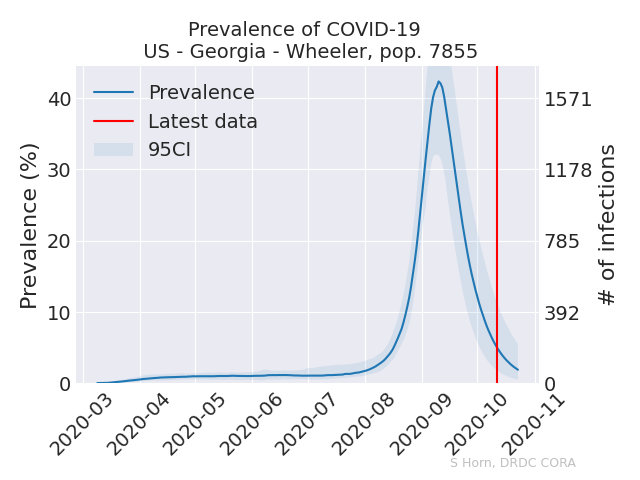 Prevalence of COVID-19
US - Georgia - Wheeler, pop. 7855
Prevalence
Latest data
95CI
Prevalence (%)
40
30
20
10
0
1571
1178
785
392
0
# of infections
2020-03
2020-04
2020-05
2020-06
2020-07
2020-08
2020-09
2020-10
2020-11
S Horn, DRDC CORA